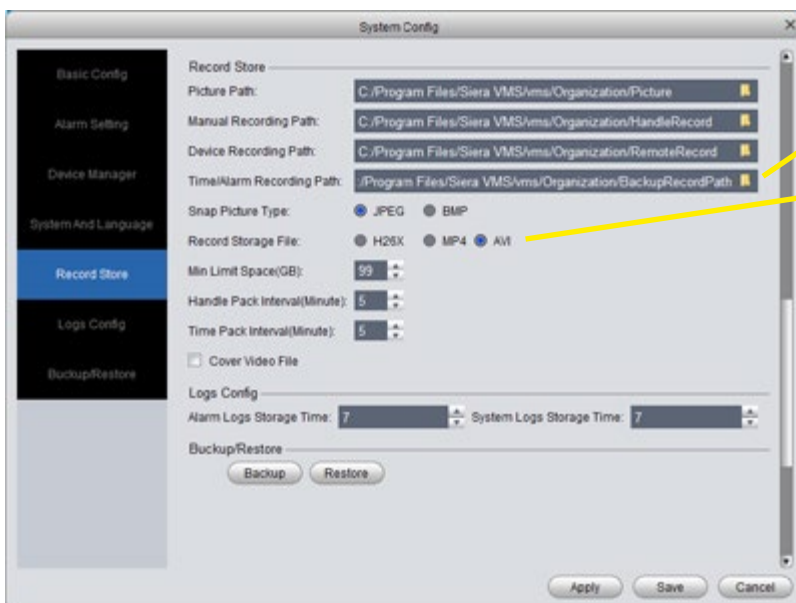 System Config
Basic Config
Alarm Setting
Device Manager
System And Language
Record Store
Logs Config
Buckup/Restore
Record Store
Picture Path: C:/Program Files/Siera VMS/vms/Organization/Picture
Manual Recording Path: C:/Program Files/Siera VMS/vms/Organization/HandleRecord
Device Recording Path: C:/Program Files/Siera VMS/vms/Organization/RemoteRecord
Time/Alarm Recording Path: :/Program Files/Siera VMS/vms/Organization/BackupRecordPath
Snap Picture Type: JPEG BMP
Record Storage File: H26X MP4 AVI
Min Limit Space(GB): 99
Handle Pack Interval(Minute): 5
Time Pack Interval(Minute): 5
Cover Video File
Logs Config
Alarm Logs Storage Time: 7 System Logs Storage Time: 7
Buckup/Restore
Backup Restore
Apply Save Cancel